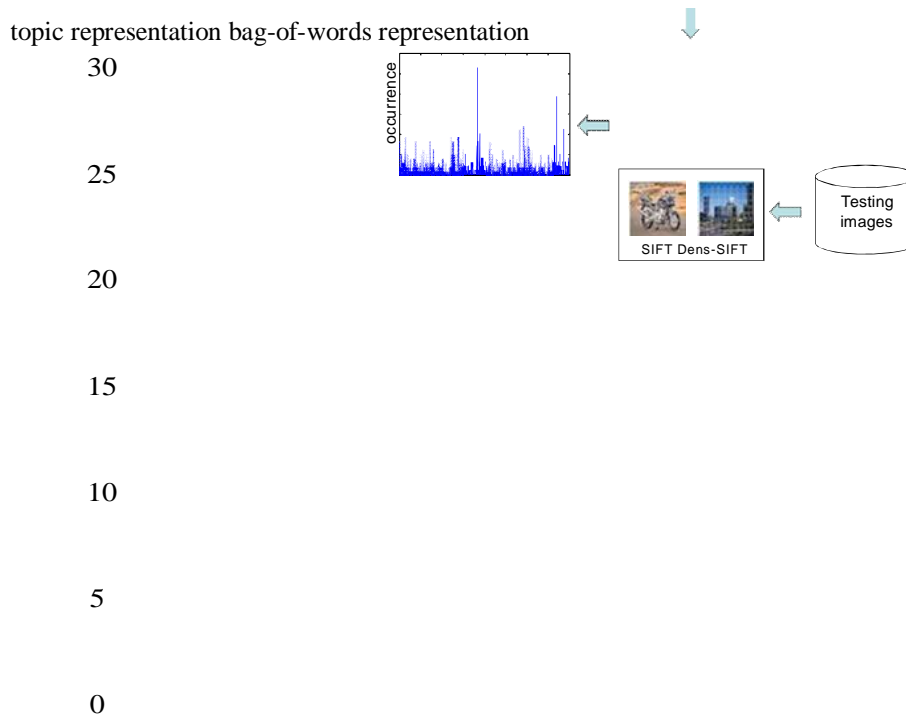 topic representation bag-of-words representation
30
occurrence
25
Testing
images
SIFT Dens-SIFT
20
15
10
5
0